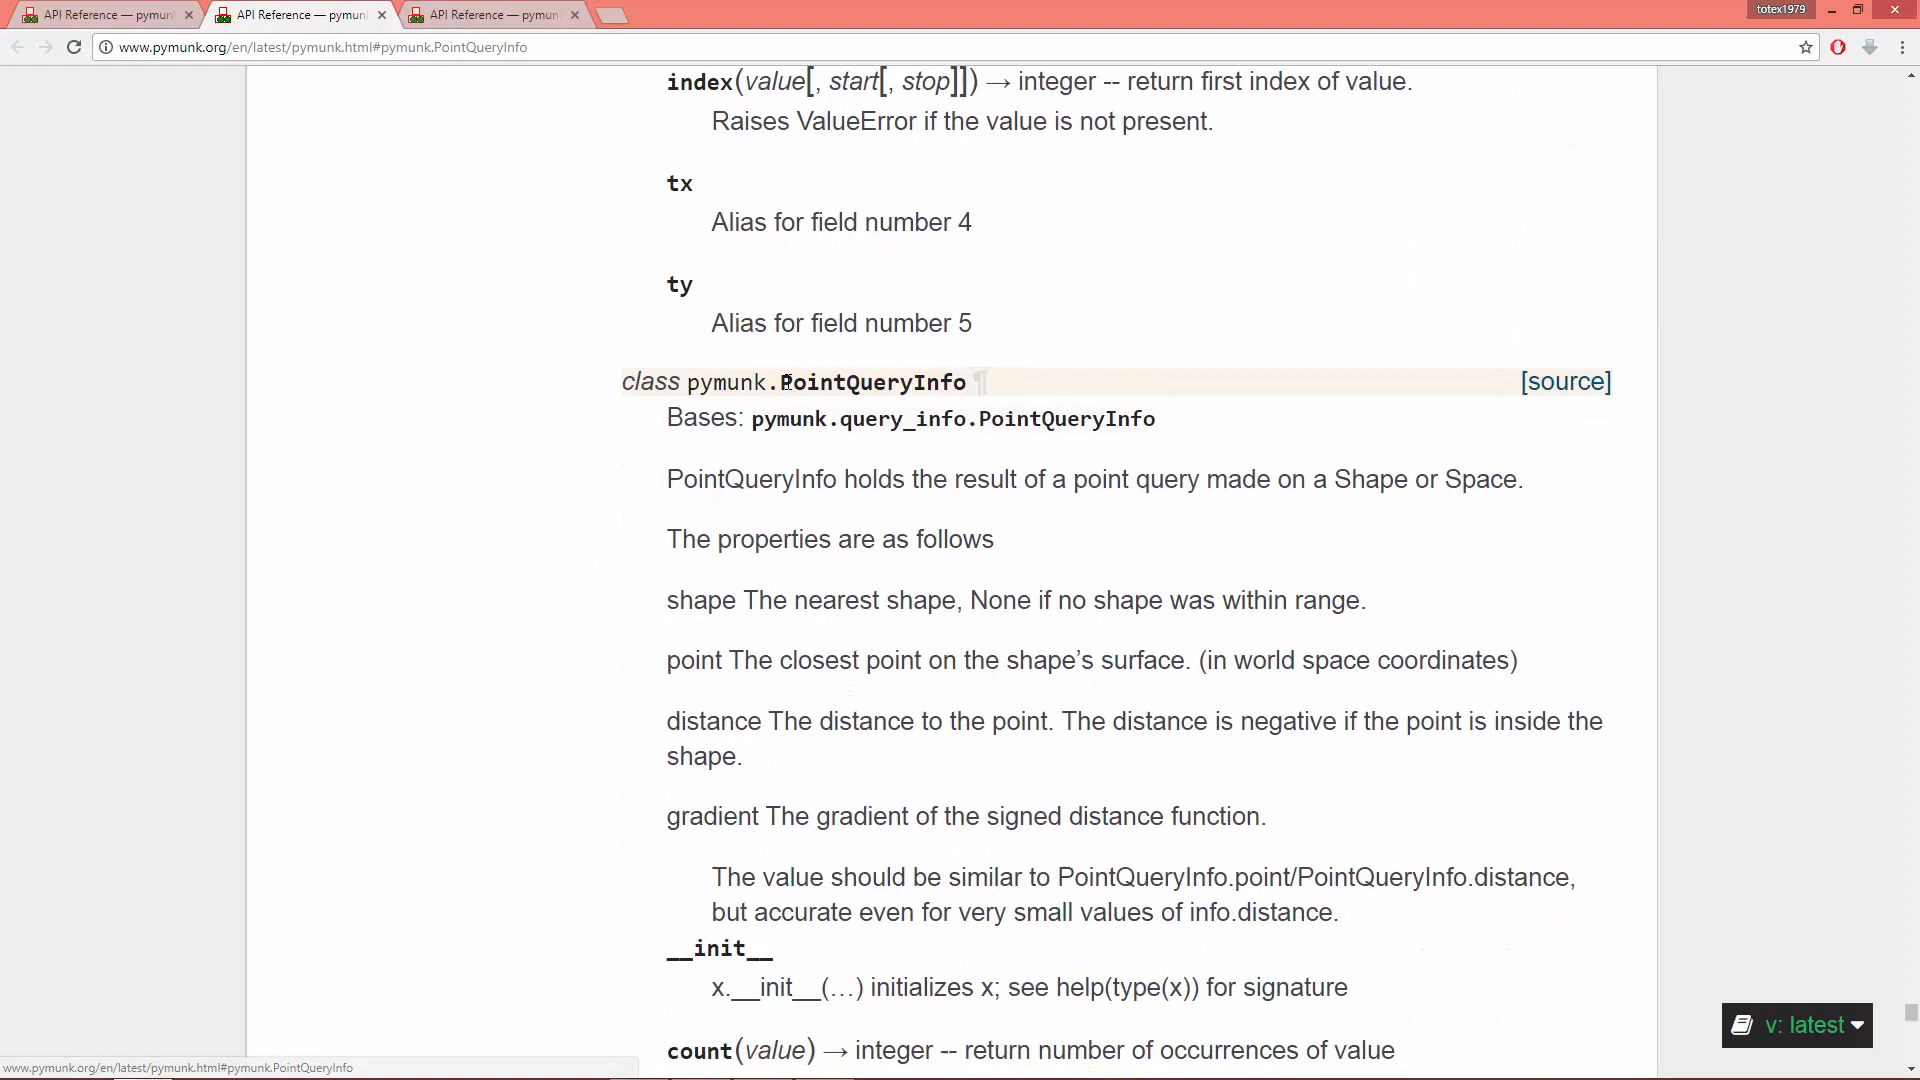 API Reference — pymun
API Reference — pymun
API Reference — pymun
totex1979
www.pymunk.org/en/latest/pymunk.html#pymunk.PointQueryInfo
index(value[, start[, stop]]) → integer -- return first index of value.
Raises ValueError if the value is not present.
tx
Alias for field number 4
ty
Alias for field number 5
class pymunk.PointQueryInfo ¶ [source]
Bases: pymunk.query_info.PointQueryInfo
PointQueryInfo holds the result of a point query made on a Shape or Space.
The properties are as follows
shape The nearest shape, None if no shape was within range.
point The closest point on the shape’s surface. (in world space coordinates)
distance The distance to the point. The distance is negative if the point is inside the
shape.
gradient The gradient of the signed distance function.
The value should be similar to PointQueryInfo.point/PointQueryInfo.distance,
but accurate even for very small values of info.distance.
__init__
x.__init__(…) initializes x; see help(type(x)) for signature
v: latest
count(value) → integer -- return number of occurrences of value
www.pymunk.org/en/latest/pymunk.html#pymunk.PointQueryInfo